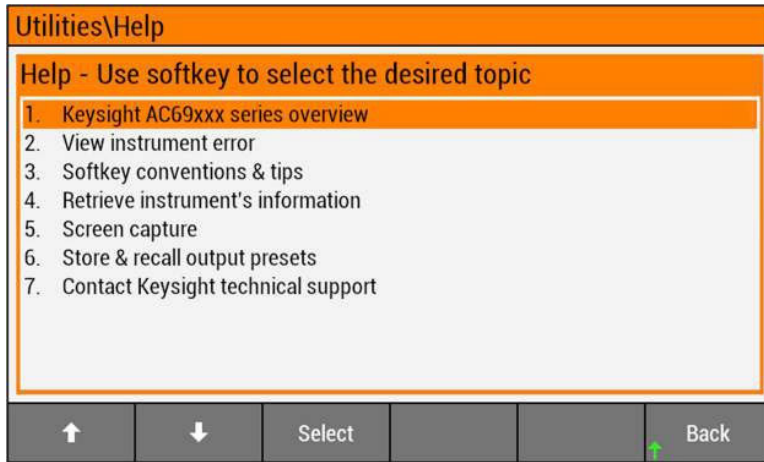 Utilities\Help
Help - Use softkey to select the desired topic
1. Keysight AC69xxx series overview
2. View instrument error
3. Softkey conventions & tips
4. Retrieve instrument's information
5. Screen capture
6. Store & recall output presets
7. Contact Keysight technical support
Select Back